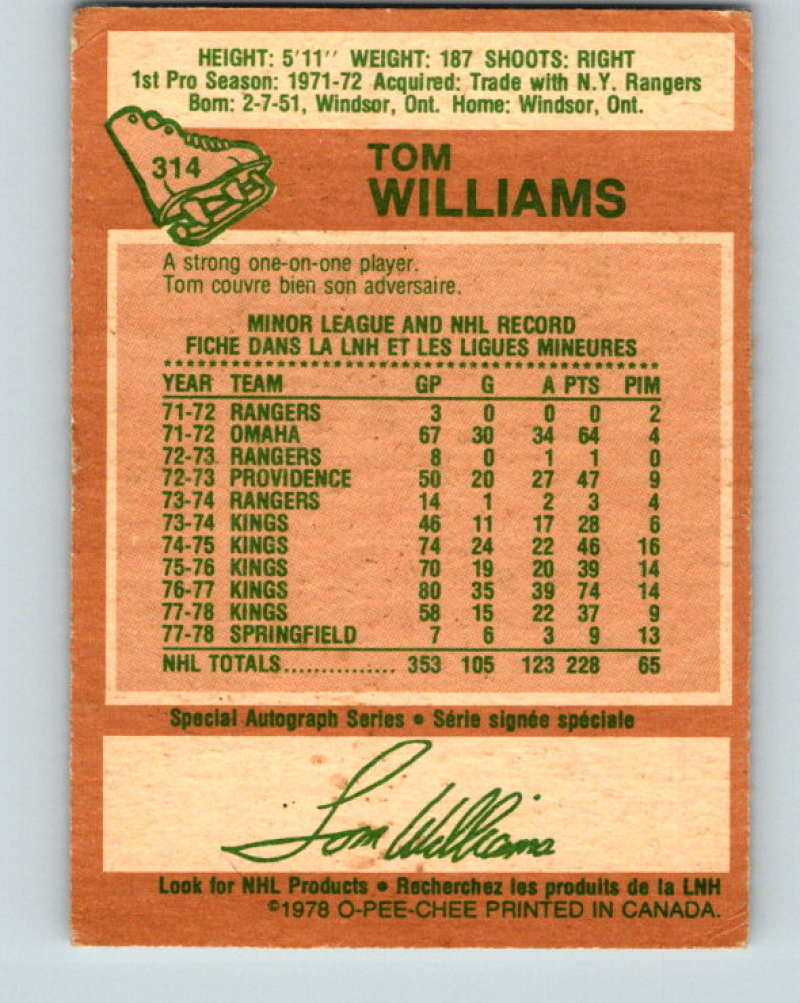 HEIGHT: 5'11'' WEIGHT: 187 SHOOTS: RIGHT
1st Pro Season: 1971-72 Acquired: Trade with N.Y. Rangers
Born: 2-7-51, Windsor, Ont. Home: Windsor, Ont.
314
TOM
WILLIAMS
A strong one-on-one player.
Tom couvre bien son adversaire.
MINOR LEAGUE AND NHL RECORD
FICHE DANS LA LNH ET LES LIGUES MINEURES
YEAR TEAM GP G A PTS PIM
71-72 RANGERS 3 0 0 0 2
71-72 OMAHA 67 30 34 64 4
72-73 RANGERS 8 0 1 1 0
72-73 PROVIDENCE 50 20 27 47 9
73-74 RANGERS 14 1 2 3 4
73-74 KINGS 46 11 17 28 6
74-75 KINGS 74 24 22 46 16
75-76 KINGS 70 19 20 39 14
76-77 KINGS 80 35 39 74 14
77-78 KINGS 58 15 22 37 9
77-78 SPRINGFIELD 7 6 3 9 13
NHL TOTALS................ 353 105 123 228 65
Special Autograph Series • Série signée spéciale
Tom Williams
Look for NHL Products • Recherchez les produits de la LNH
©1978 O-PEE-CHEE PRINTED IN CANADA.